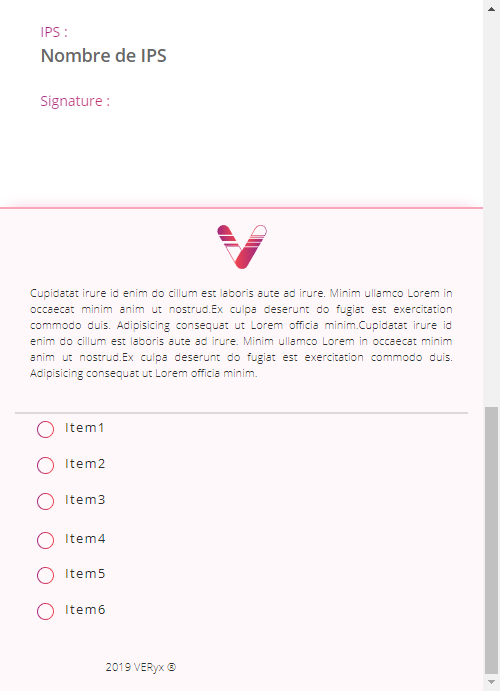 IPS :
Nombre de IPS
Signature :
Cupidatat irure id enim do cillum est laboris aute ad irure. Minim ullamco Lorem in
occaecat minim anim ut nostrud.Ex culpa deserunt do fugiat est exercitation
commodo duis. Adipisicing consequat ut Lorem officia minim.Cupidatat irure id
enim do cillum est laboris aute ad irure. Minim ullamco Lorem in occaecat minim
anim ut nostrud.Ex culpa deserunt do fugiat est exercitation commodo duis.
Adipisicing consequat ut Lorem officia minim.
Item1
Item2
Item3
Item4
Item5
Item6
2019 VERyx ®